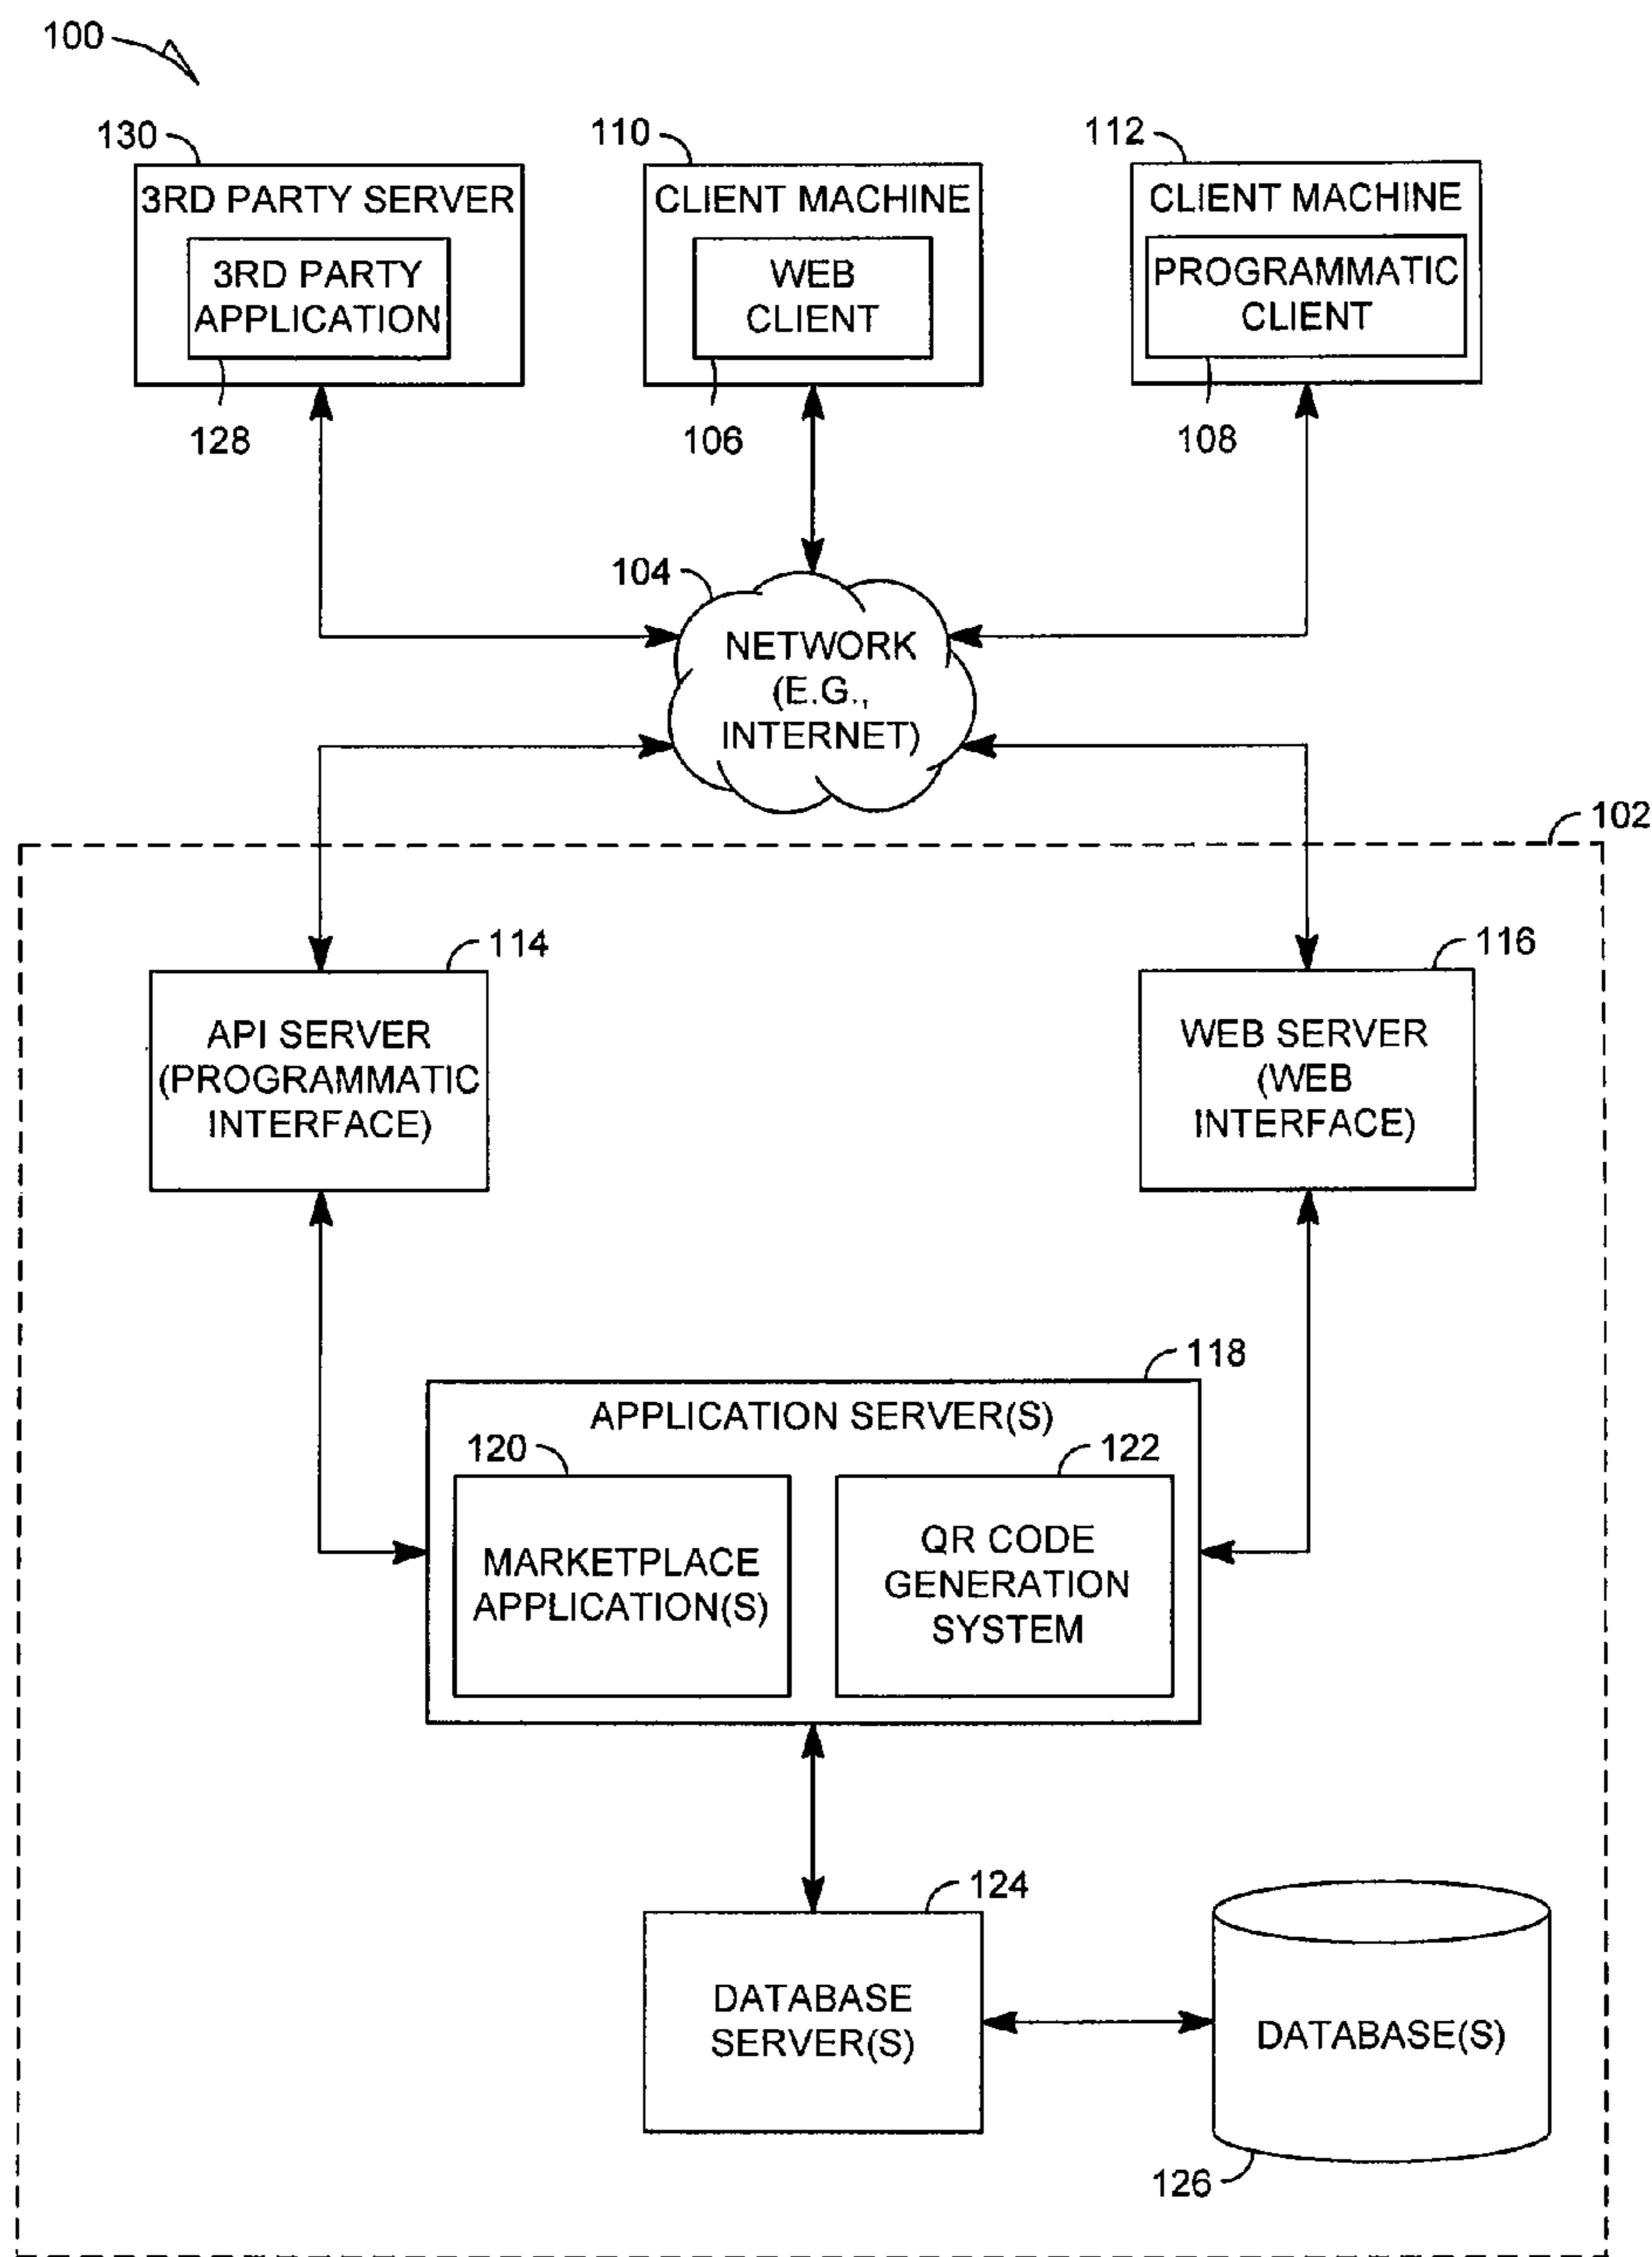 100
130
110
112
3RD PARTY SERVER
3RD PARTY
APPLICATION
128
CLIENT MACHINE
WEB
CLIENT
106
CLIENT MACHINE
PROGRAMMATIC
CLIENT
108
104
NETWORK
(E.G.,
INTERNET)
102
114
API SERVER
(PROGRAMMATIC
INTERFACE)
116
WEB SERVER
(WEB
INTERFACE)
118
APPLICATION SERVER(S)
120
MARKETPLACE
APPLICATION(S)
122
QR CODE
GENERATION
SYSTEM
124
DATABASE
SERVER(S)
DATABASE(S)
126